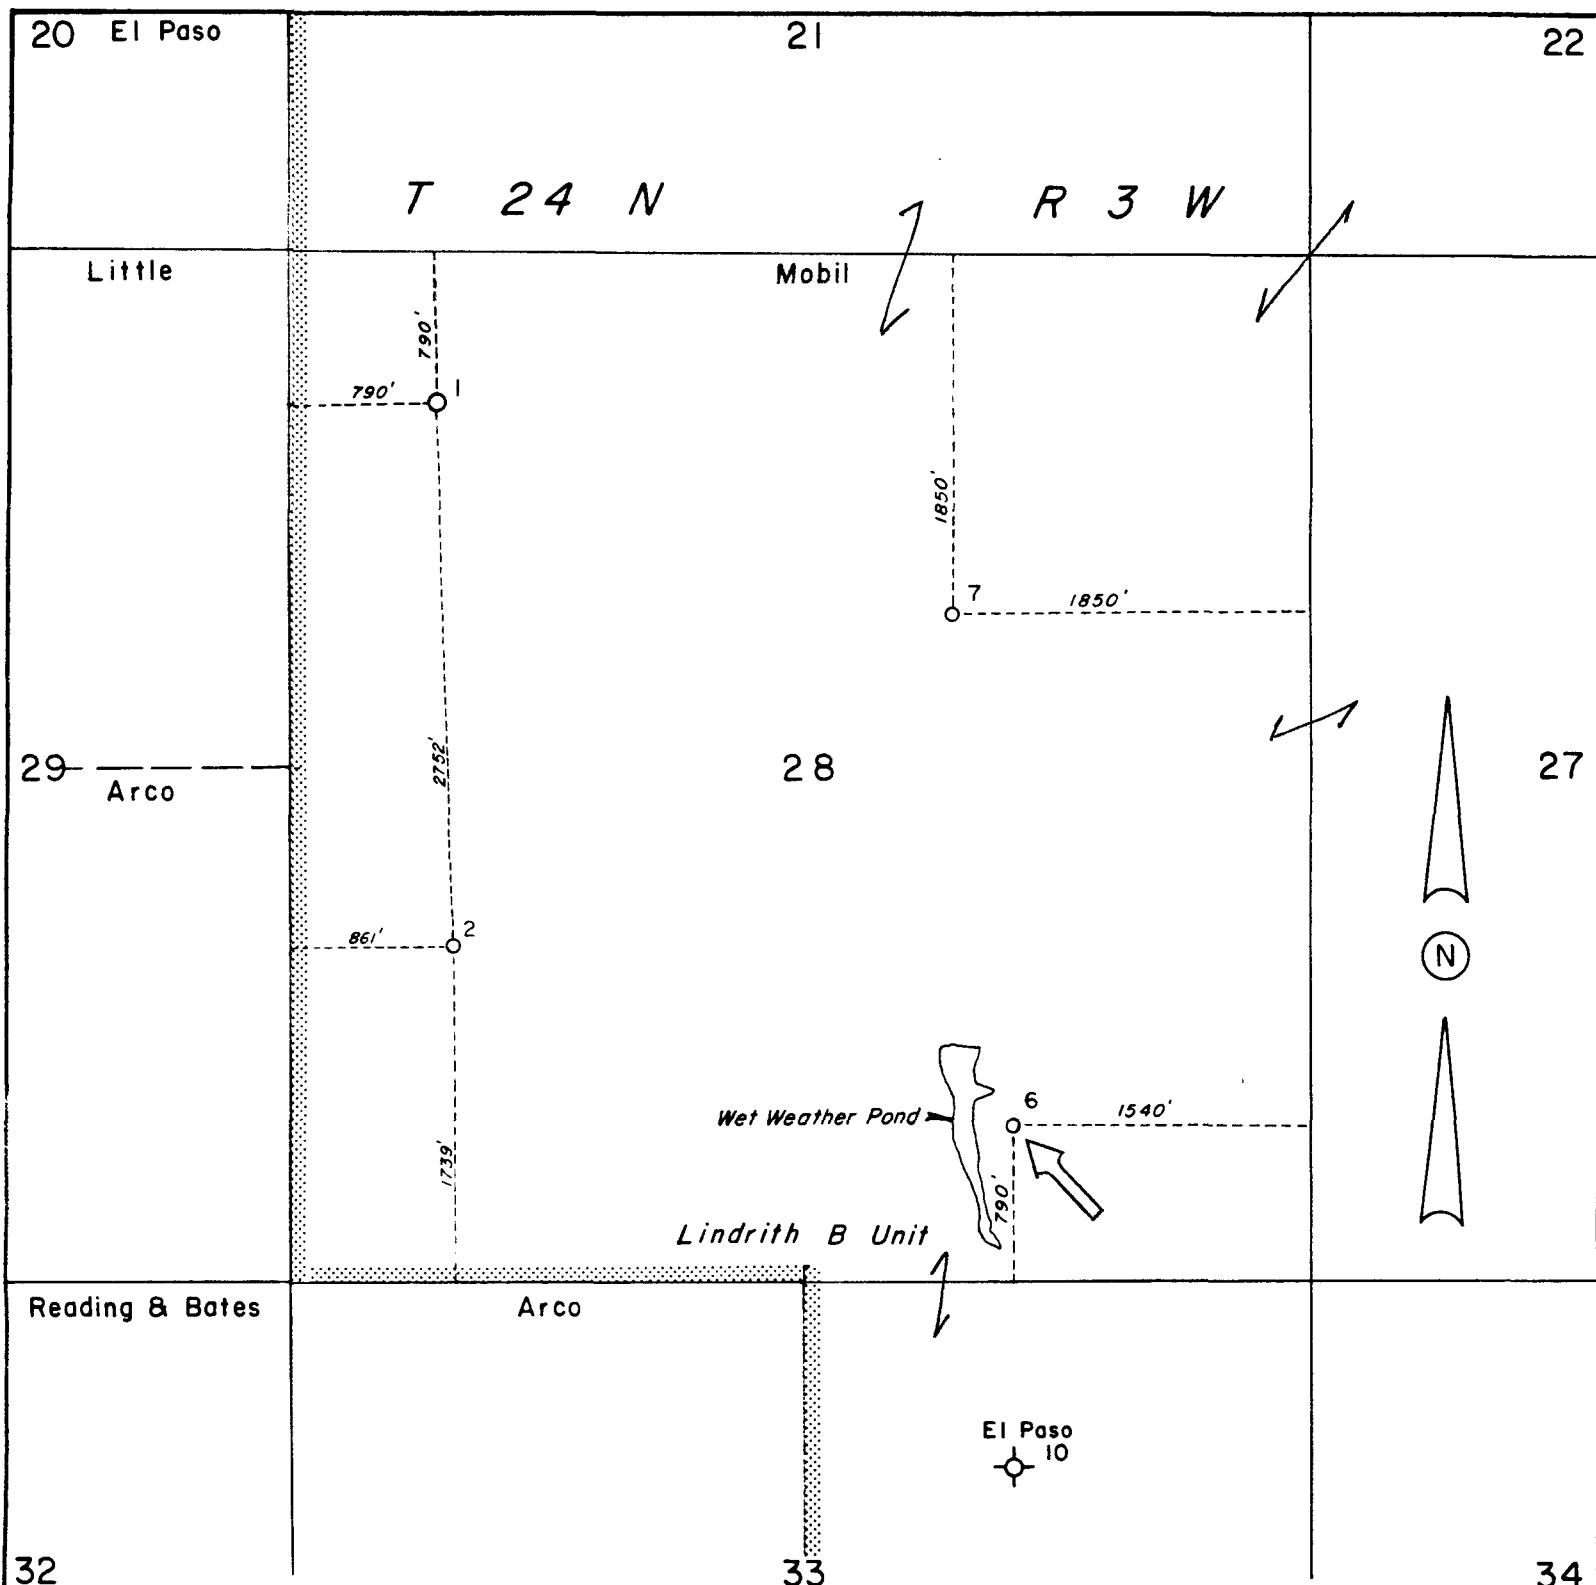 20 El Paso 21 22
T 24 N R 3 W
Little Mobil
790'
790' 1
1850'
7 1850'
2752'
29 28 27
Arco
861' 2
N
6 1540'
Wet Weather Pond
1739'
790'
Lindrith B Unit
Reading & Bates Arco
El Paso
10
32 33 34